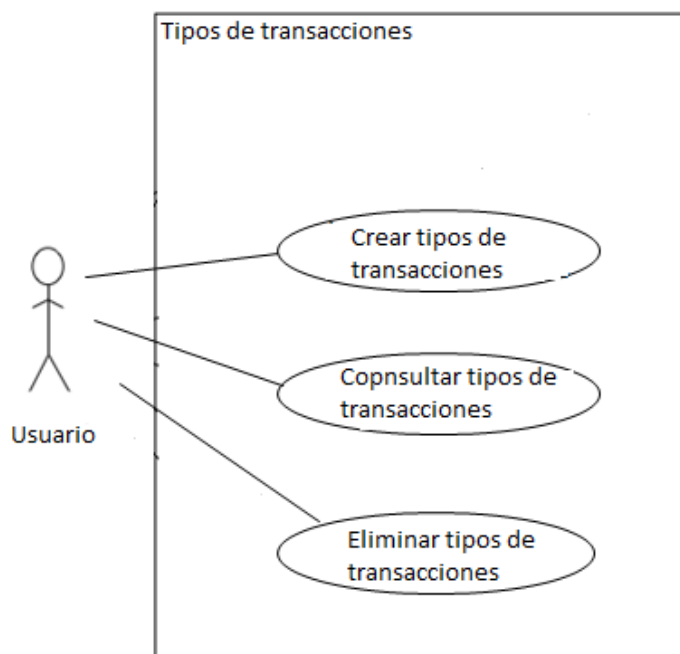 Tipos de transacciones
Crear tipos de
transacciones
Copnsultar tipos de
transacciones
Usuario
Eliminar tipos de
transacciones